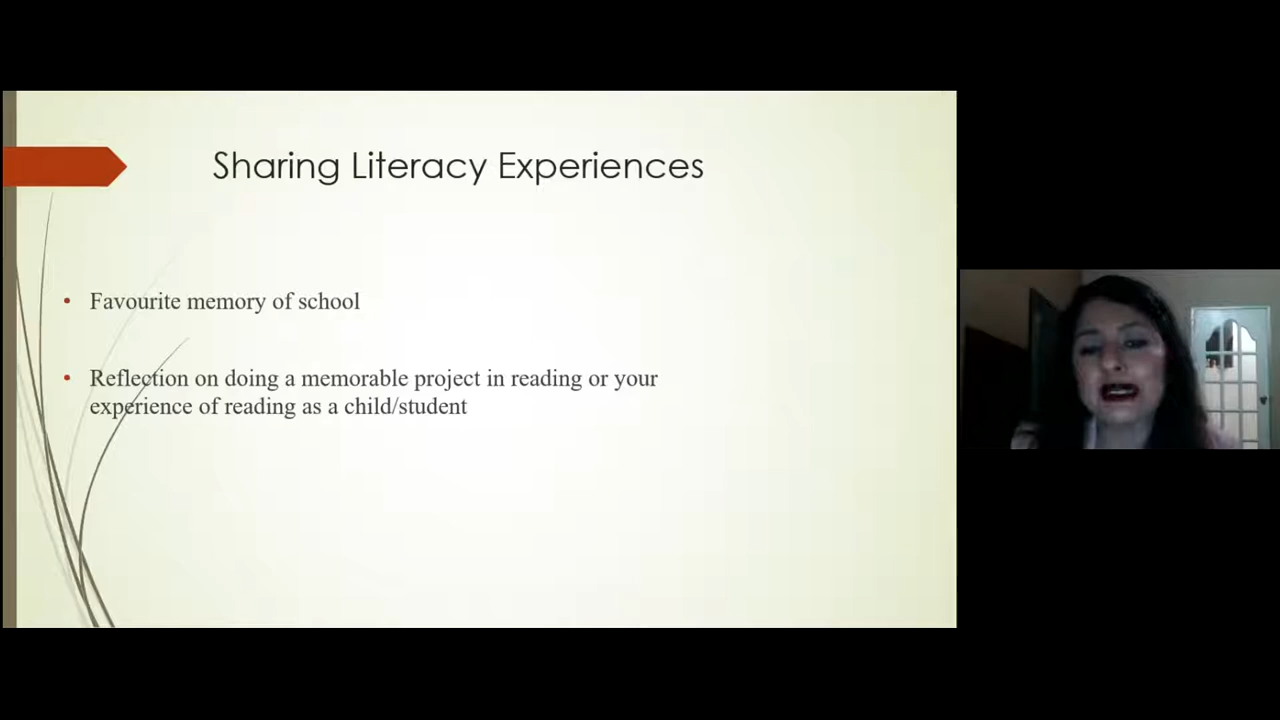 Sharing Literacy Experiences
• Favourite memory of school
• Reflection on doing a memorable project in reading or your
experience of reading as a child/student